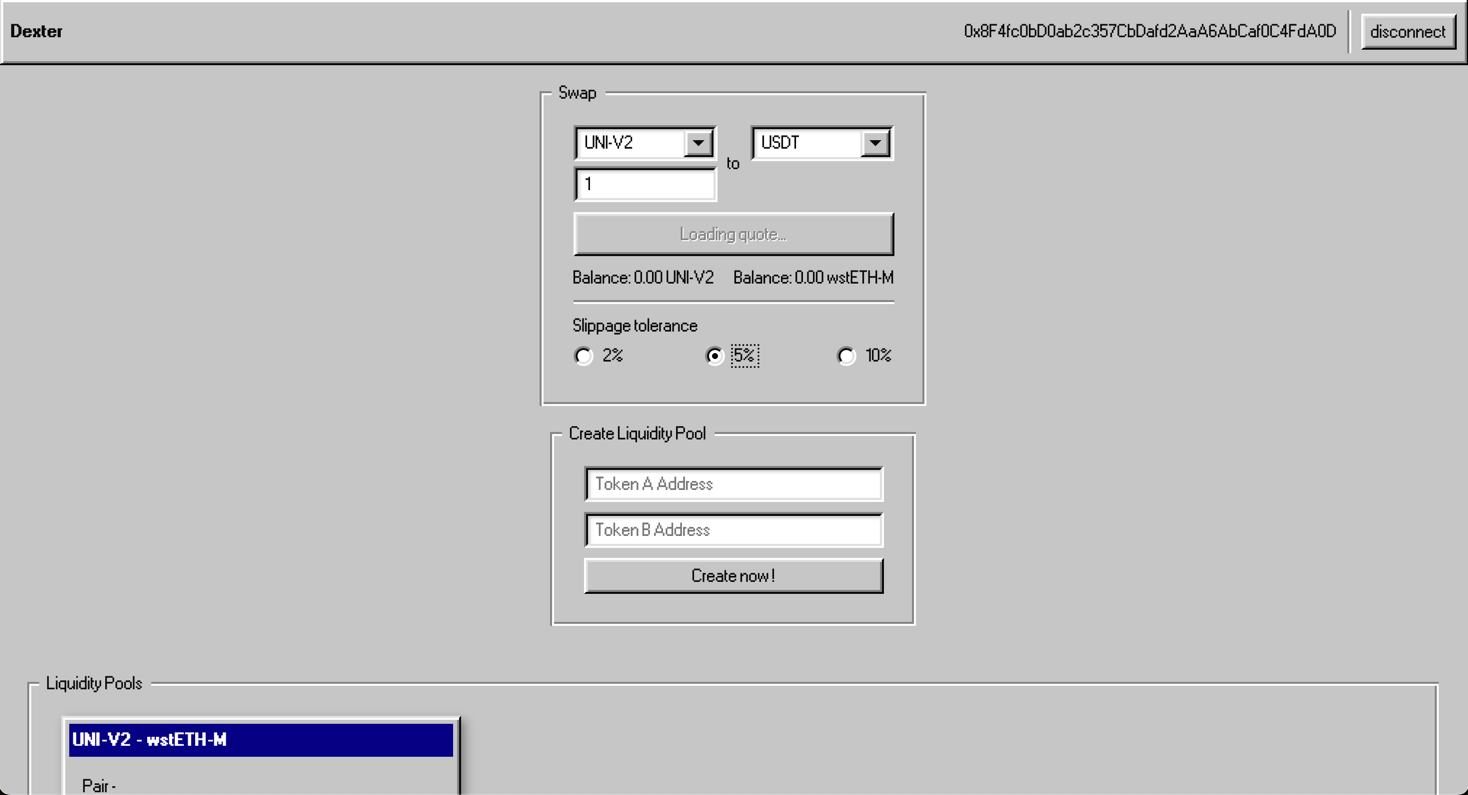 Dexter
0x8F4fc0bD0ab2c357CbDafd2AaA6AbCaf0C4FdA0D
disconnect
Swap
UNI-V2
to
USDT
1
Loading quote...
Balance: 0.00 UNI-V2 Balance: 0.00 wstETH-M
Slippage tolerance
2% 5% 10%
Create Liquidity Pool
Token A Address
Token B Address
Create now!
Liquidity Pools
UNI-V2 - wstETH-M
Pair -